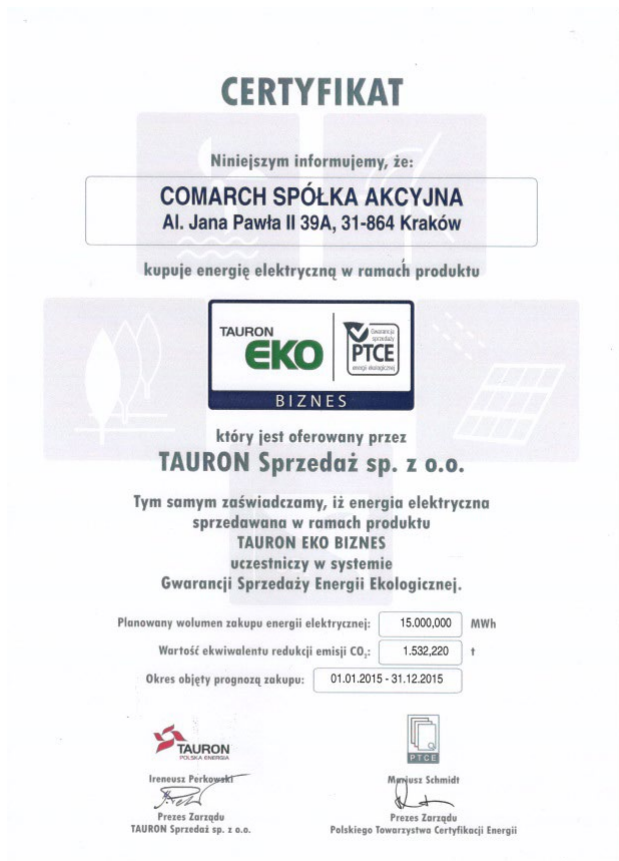 CERTYFIKAT
Niniejszym informujemy, że:
COMARCH SPÓŁKA AKCYJNA
Al. Jana Pawła II 39A, 31-864 Kraków
kupuje energię elektryczną w ramach produktu
TAURON
EKO
Gwarancja
sprzedaży
PTCE
energii ekologicznej
BIZNES
który jest oferowany przez
TAURON Sprzedaż sp. z o.o.
Tym samym zaświadczamy, iż energia elektryczna
sprzedawana w ramach produktu
TAURON EKO BIZNES
uczestniczy w systemie
Gwarancji Sprzedaży Energii Ekologicznej.
Planowany wolumen zakupu energii elektrycznej: 15.000,000 MWh
Wartość ekwiwalentu redukcji emisji CO₂: 1.532,220 t
Okres objęty prognozą zakupu: 01.01.2015 - 31.12.2015
TAURON
POLSKA ENERGIA
Ireneusz Perkowski
Prezes Zarządu
TAURON Sprzedaż sp. z o.o.
PTCE
Mariusz Schmidt
Prezes Zarządu
Polskiego Towarzystwa Certyfikacji Energii